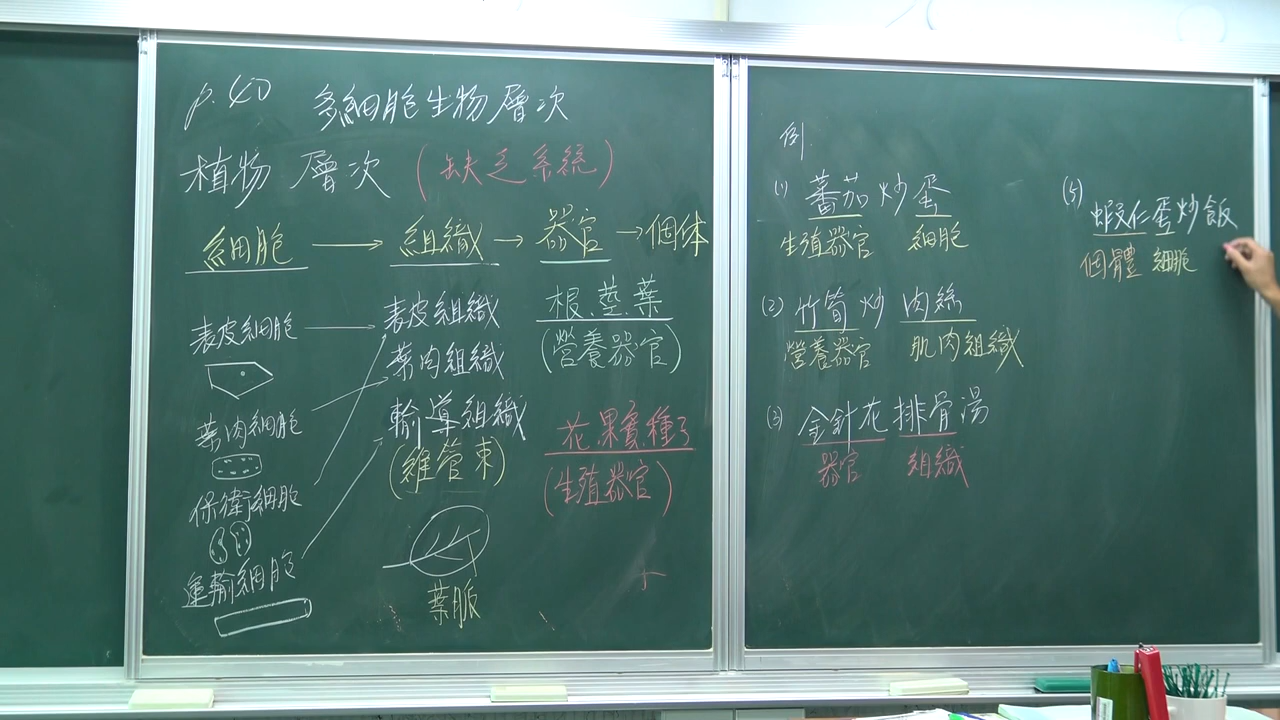 p.40 多細胞生物層次
植物 層次 (缺乏系統)
細胞 → 組織 → 器官 → 個体
表皮細胞 → 表皮組織
葉肉組織
葉肉細胞
輸導組織
(維管束)
保衛細胞
運輸細胞
葉脈
根、莖、葉
(營養器官)
花、果實、種子
(生殖器官)
例.
(1) 蕃茄炒蛋
生殖器官 細胞
(2) 竹筍炒肉絲
營養器官 肌肉組織
(3) 金針花排骨湯
器官 組織
(5) 蝦仁蛋炒飯
個體 細胞